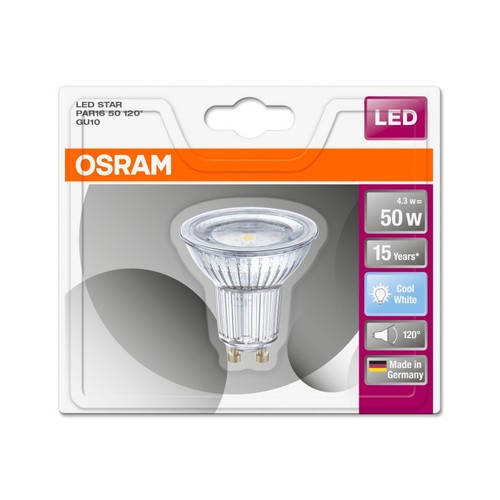 LED STAR
PAR16 50 120°
GU10
LED
OSRAM
4.3 w=
50 W
15 Years*
Cool
White
120°
Made in
Germany